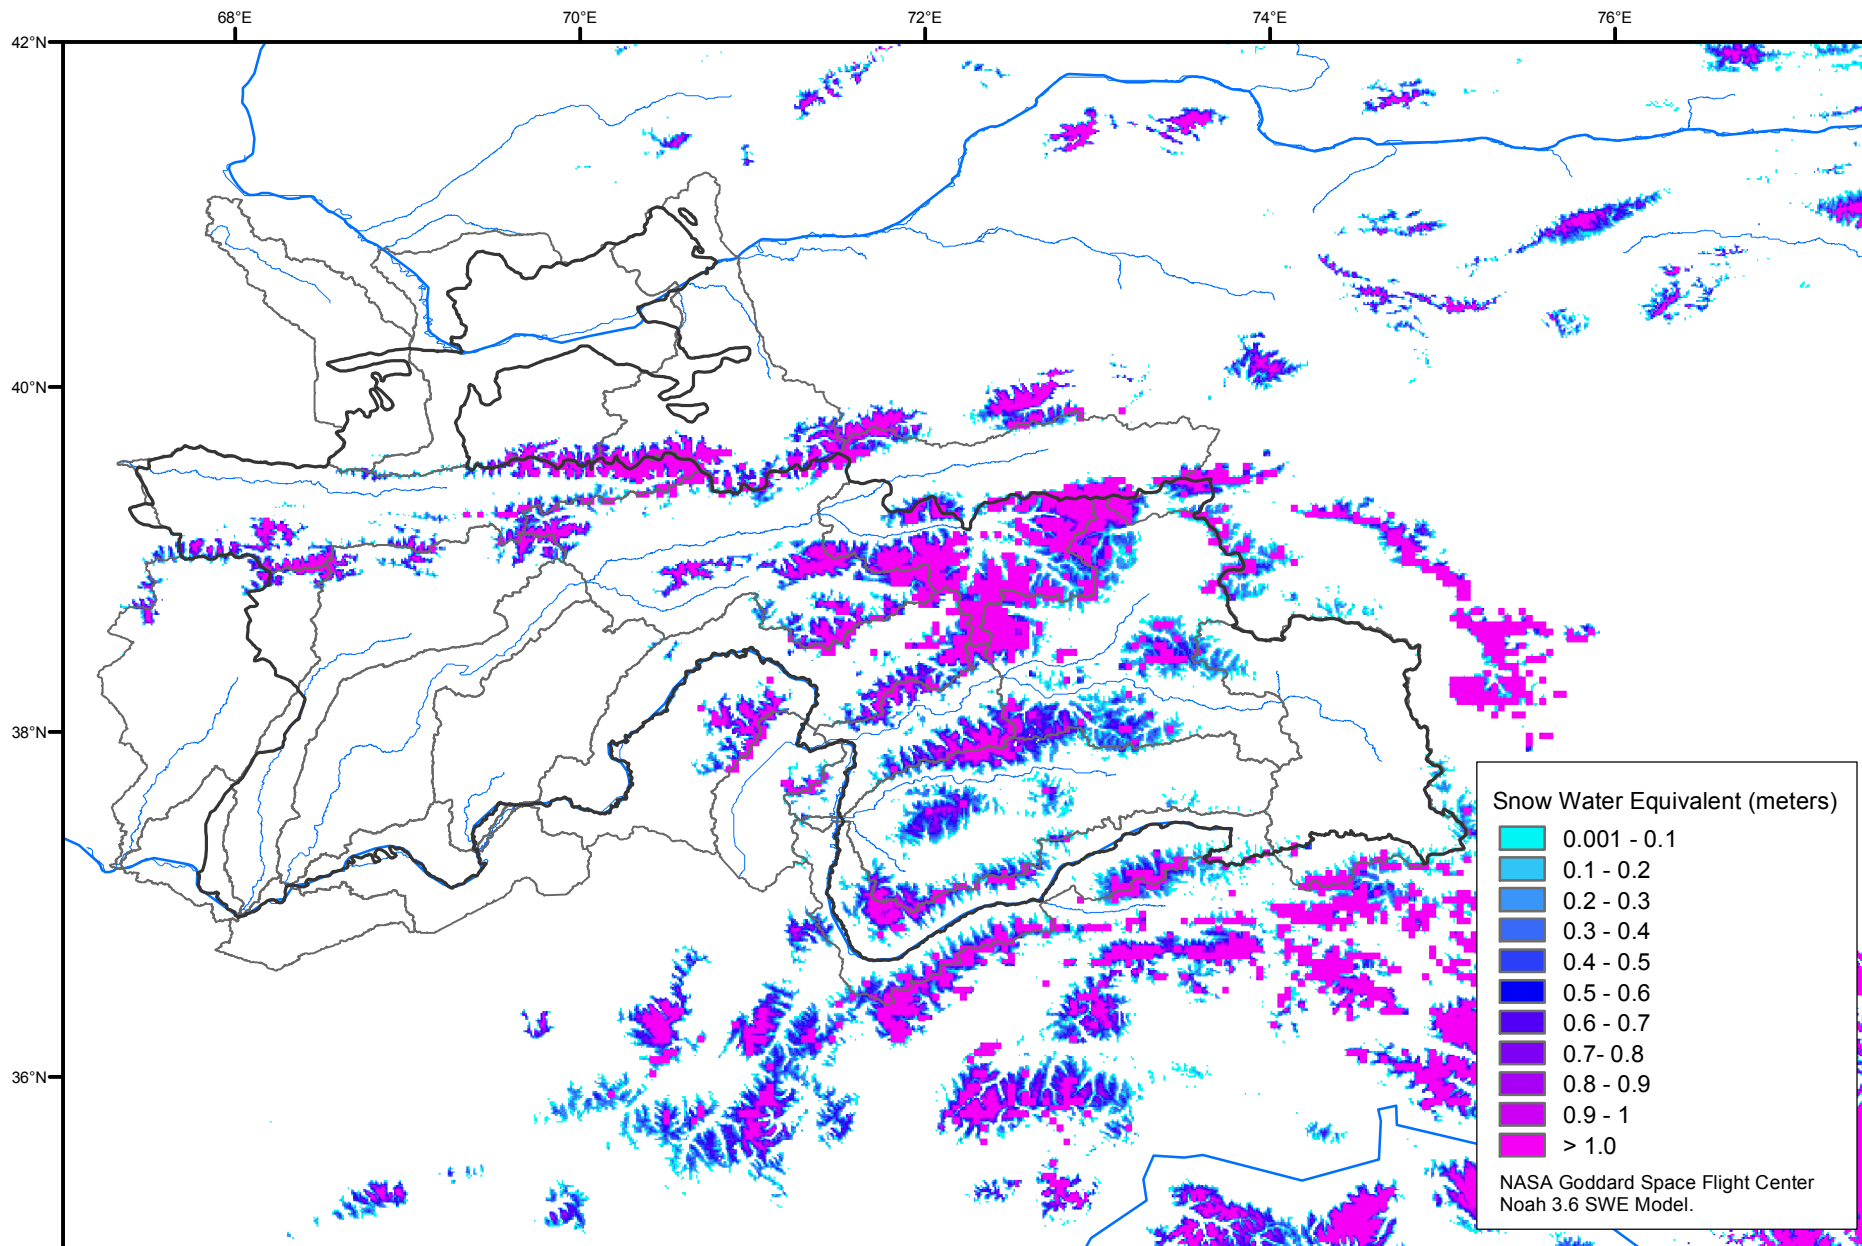 68°E
70°E
72°E
74°E
76°E
42°N
40°N
38°N
36°N
Snow Water Equivalent (meters)
0.001 - 0.1
0.1 - 0.2
0.2 - 0.3
0.3 - 0.4
0.4 - 0.5
0.5 - 0.6
0.6 - 0.7
0.7- 0.8
0.8 - 0.9
0.9 - 1
> 1.0
NASA Goddard Space Flight Center
Noah 3.6 SWE Model.